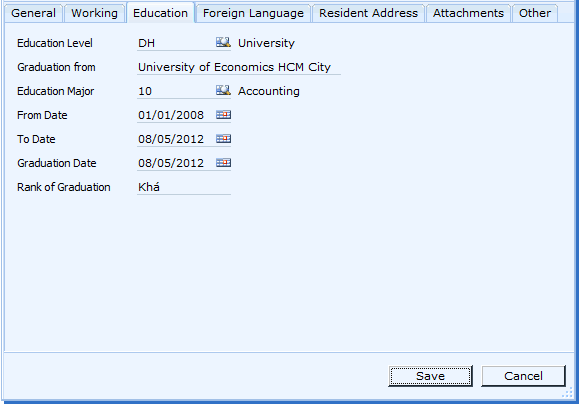 General Working Education Foreign Language Resident Address Attachments Other
Education Level DH University
Graduation from University of Economics HCM City
Education Major 10 Accounting
From Date 01/01/2008
To Date 08/05/2012
Graduation Date 08/05/2012
Rank of Graduation Khá
Save Cancel